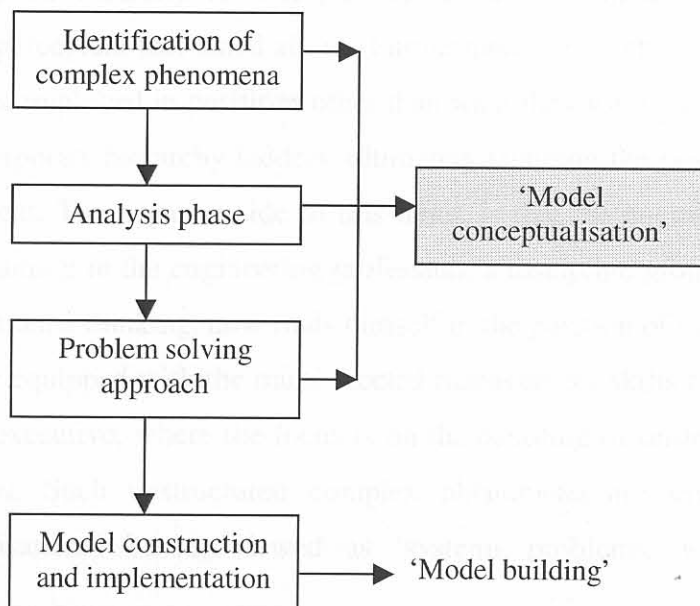 Identification of
complex phenomena
Analysis phase
'Model
conceptualisation'
Problem solving
approach
Model construction
and implementation
'Model building'